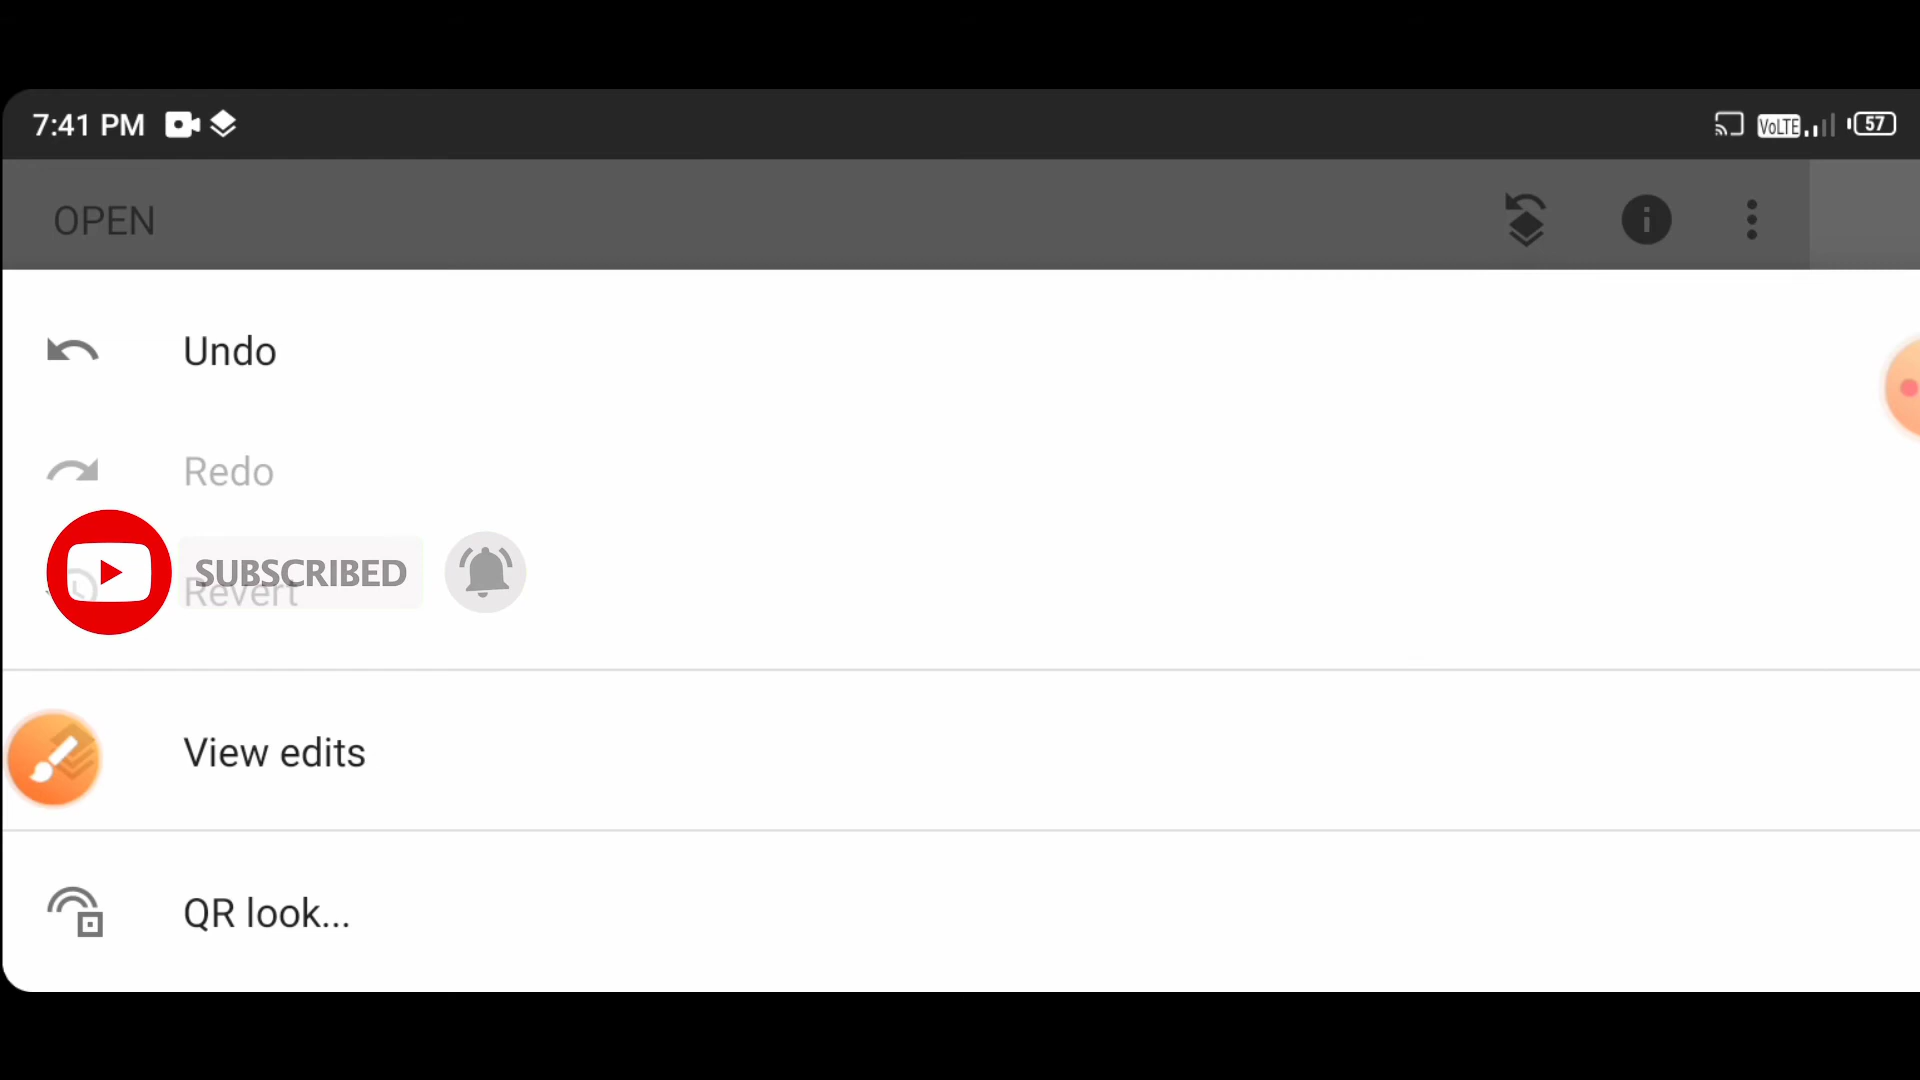 7:41 PM
VoLTE
57
OPEN
Undo
Redo
SUBSCRIBED
Revert
View edits
QR look...